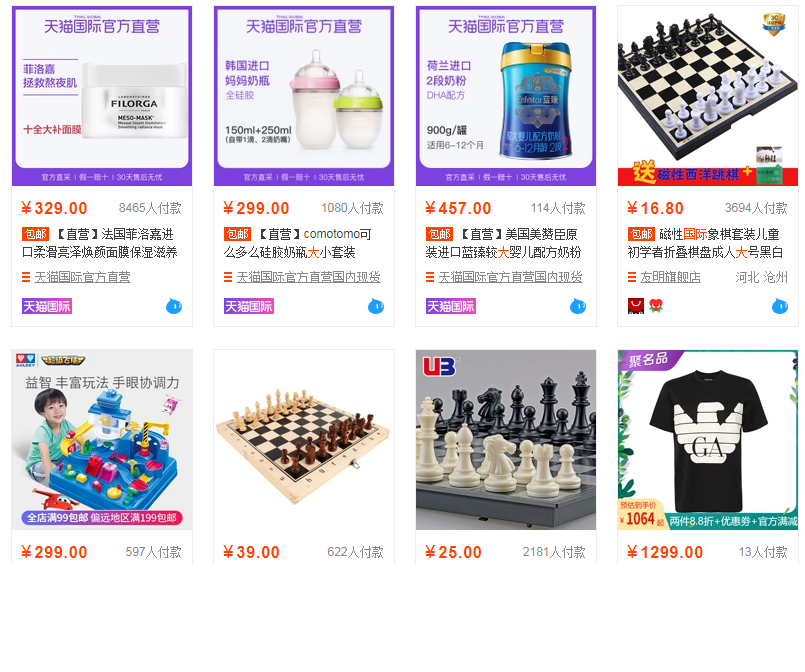 天猫国际官方直营
菲洛嘉
拯救熬夜肌
十全大补面膜
LABORATOIRES
FILORGA
MESO-MASK
Smoothing radiance mask
官方直采 | 假一赔十 | 30天售后无忧
天猫国际官方直营
韩国进口
妈妈奶瓶
全硅胶
150ml+250ml
(自带1滴、2滴奶嘴)
官方直采 | 假一赔十 | 30天售后无忧
天猫国际官方直营
荷兰进口
2段奶粉
DHA配方
900g/罐
适用6~12个月
蓝臻
官方直采 | 假一赔十 | 30天售后无忧
送磁性西洋跳棋+
¥329.00 8465人付款
包邮 【直营】法国菲洛嘉进
口柔滑亮泽焕颜面膜保湿滋养
天猫国际官方直营
天猫国际
¥299.00 1080人付款
包邮 【直营】comotomo可
么多么硅胶奶瓶大小套装
天猫国际官方直营国内现货
天猫国际
¥457.00 114人付款
包邮 【直营】美国美赞臣原
装进口蓝臻较大婴儿配方奶粉
天猫国际官方直营国内现货
天猫国际
¥16.80 3694人付款
包邮 磁性国际象棋套装儿童
初学者折叠棋盘成人大号黑白
友明旗舰店 河北 沧州
AULDEY
超级飞侠
益智 丰富玩法 手眼协调力
全店满99包邮 偏远地区满199包邮
UB
聚名品
GA
预估到手价
¥1064起
两件8.8折+优惠劵+官方满减
¥299.00 597人付款
¥39.00 622人付款
¥25.00 2181人付款
¥1299.00 13人付款